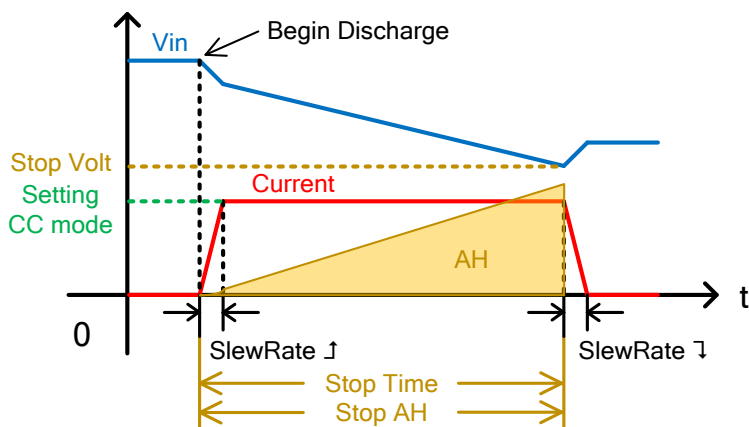 Begin Discharge
Vin
Stop Volt
Setting
CC mode
Current
AH
t
0
SlewRate ↥
SlewRate ↴
Stop Time
Stop AH